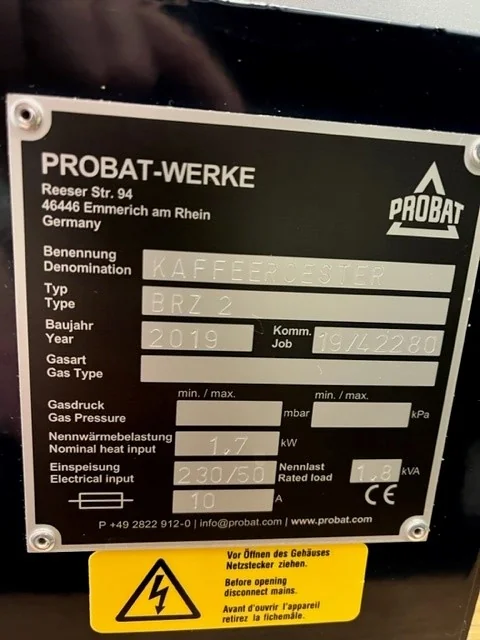 PROBAT-WERKE
Reeser Str. 94
46446 Emmerich am Rhein
Germany
PROBAT
Benennung
Denomination KAFFEEROESTER
Typ
Type BRZ 2
Baujahr
Year 2019 Komm.
Job 19/42280
Gasart
Gas Type
min. / max. min. / max.
Gasdruck
Gas Pressure mbar kPa
Nennwärmebelastung
Nominal heat input 1,7 kW
Einspeisung
Electrical input 230/50 Nennlast
Rated load 1,8 kVA
10 A CE
P +49 2822 912-0 | info@probat.com | www.probat.com
Vor Öffnen des Gehäuses
Netzstecker ziehen.
Before opening
disconnect mains.
Avant d'ouvrir l'appareil
retirez la fichemâle.